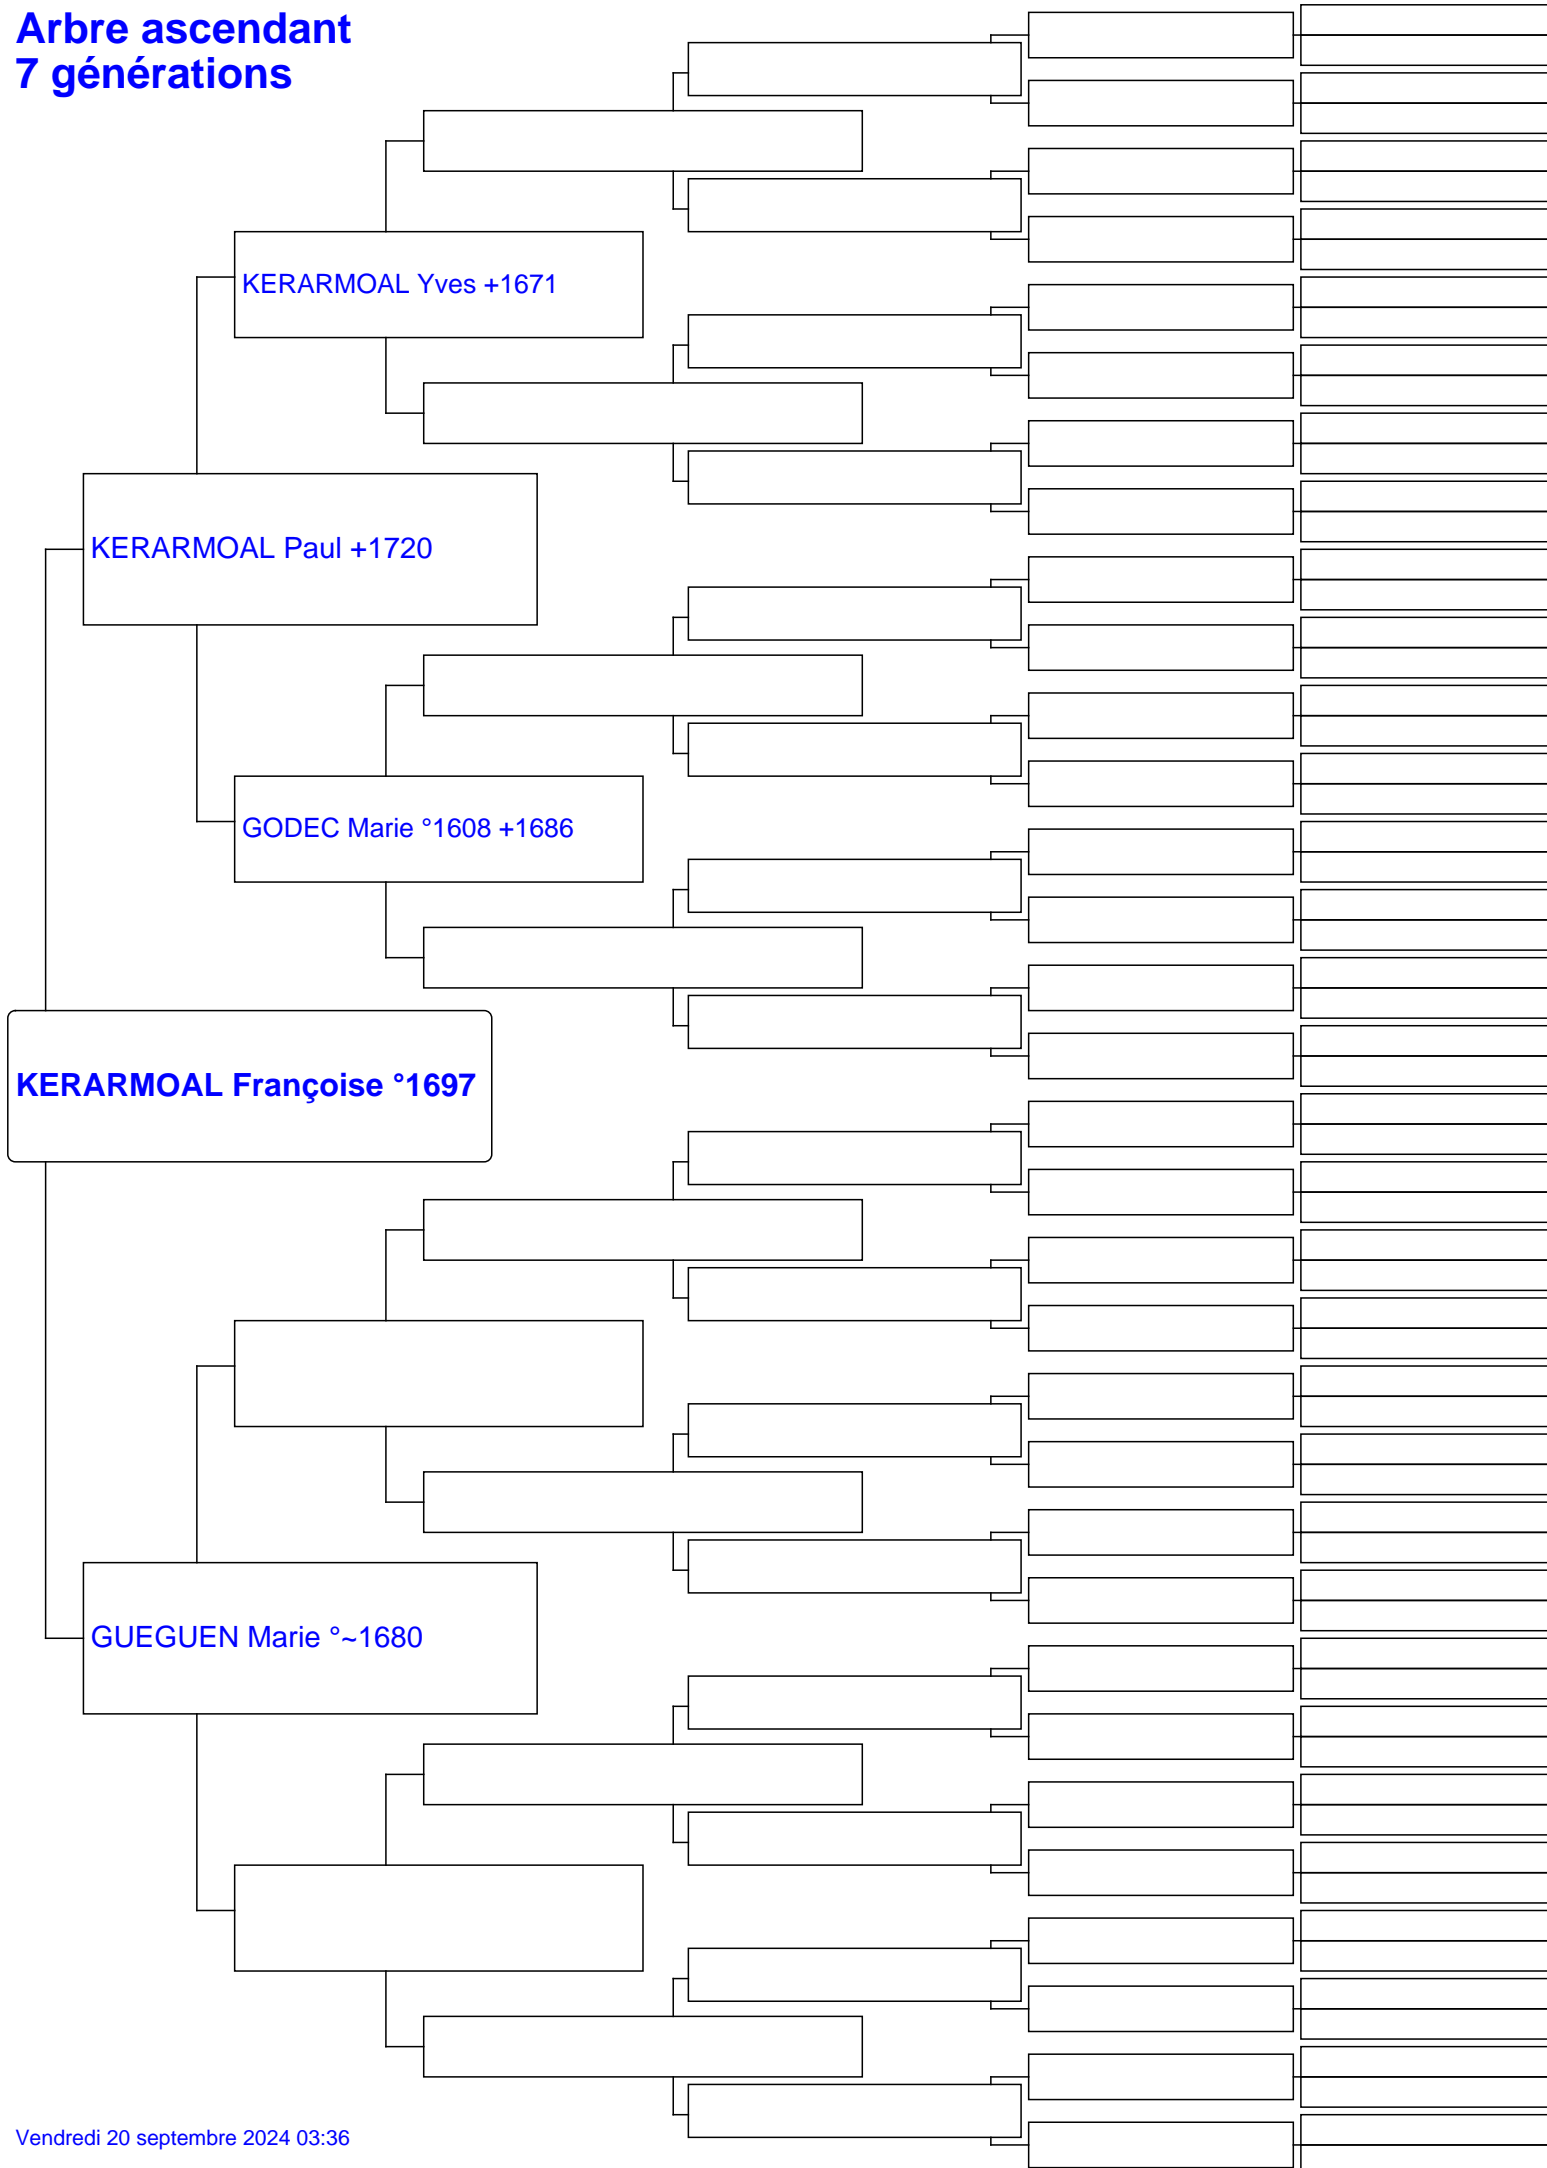 Arbre ascendant
7 générations
KERARMOAL Yves +1671
KERARMOAL Paul +1720
GODEC Marie °1608 +1686
KERARMOAL Françoise °1697
GUEGUEN Marie °~1680
Vendredi 20 septembre 2024 03:36